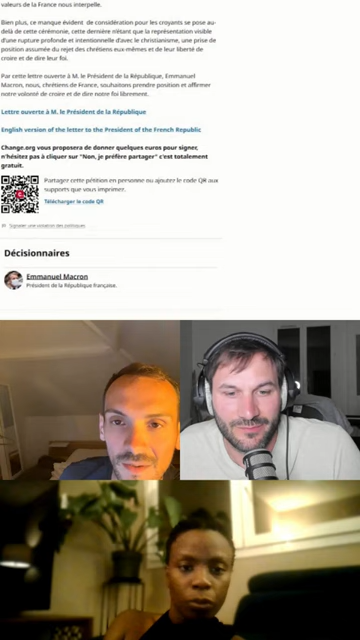 valeurs de la France nous interpelle.
Bien plus, ce manque évident de considération pour les croyants se pose au-
delà de cette cérémonie, cette dernière n'étant que la représentation visible
d'une rupture profonde et intentionnelle d'avec le christianisme, une prise de
position assumée du rejet des chrétiens eux-mêmes et de leur liberté de
croire et de dire leur foi.
Par cette lettre ouverte à M. le Président de la République, Emmanuel
Macron, nous, chrétiens de France, souhaitons prendre position et affirmer
notre volonté de croire et de dire notre foi librement.
Lettre ouverte à M. le Président de la République
English version of the letter to the President of the French Republic
Change.org vous proposera de donner quelques euros pour signer,
n'hésitez pas à cliquer sur "Non, je préfère partager" c'est totalement
gratuit.
Partagez cette pétition en personne ou ajoutez le code QR aux
supports que vous imprimez.
Télécharger le code QR
Signaler une violation des politiques
Décisionnaires
Emmanuel Macron
Président de la République française.